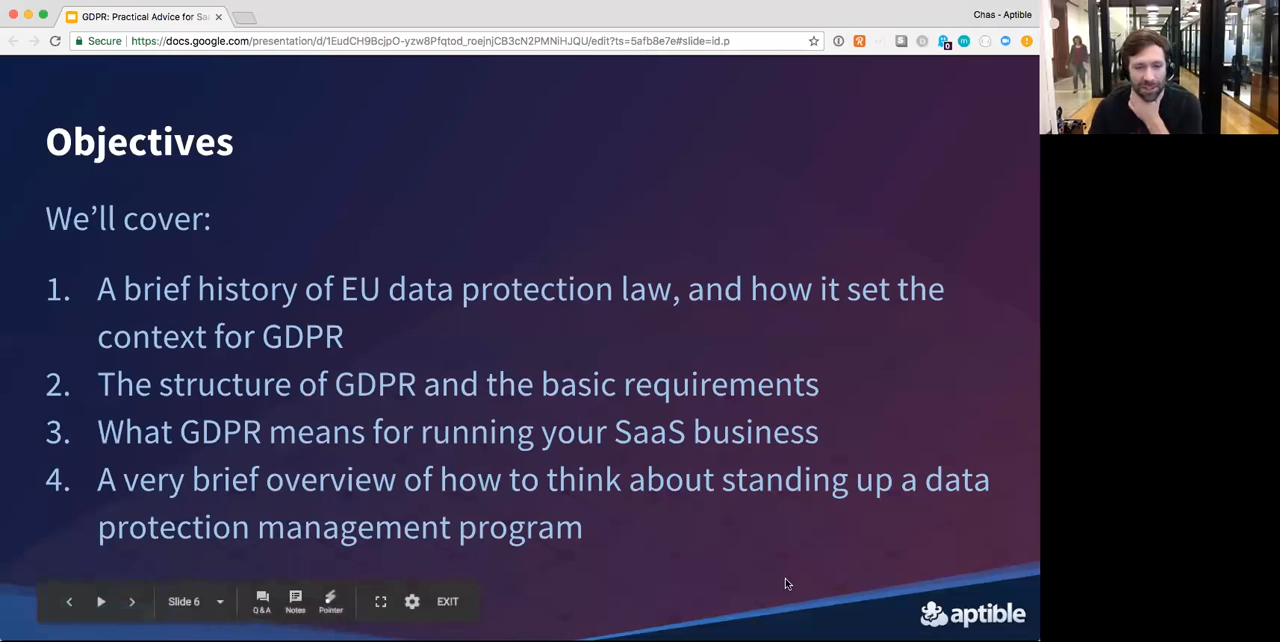 GDPR: Practical Advice for Sa
Chas - Aptible
Secure
https://docs.google.com/presentation/d/1EudCH9BcjpO-yzw8Pfqtod_roejnjCB3cN2PMNiHJQU/edit?ts=5afb8e7e#slide=id.p
Objectives
We'll cover:
1. A brief history of EU data protection law, and how it set the
context for GDPR
2. The structure of GDPR and the basic requirements
3. What GDPR means for running your SaaS business
4. A very brief overview of how to think about standing up a data
protection management program
Slide 6
Q&A
Notes
Pointer
EXIT
aptible